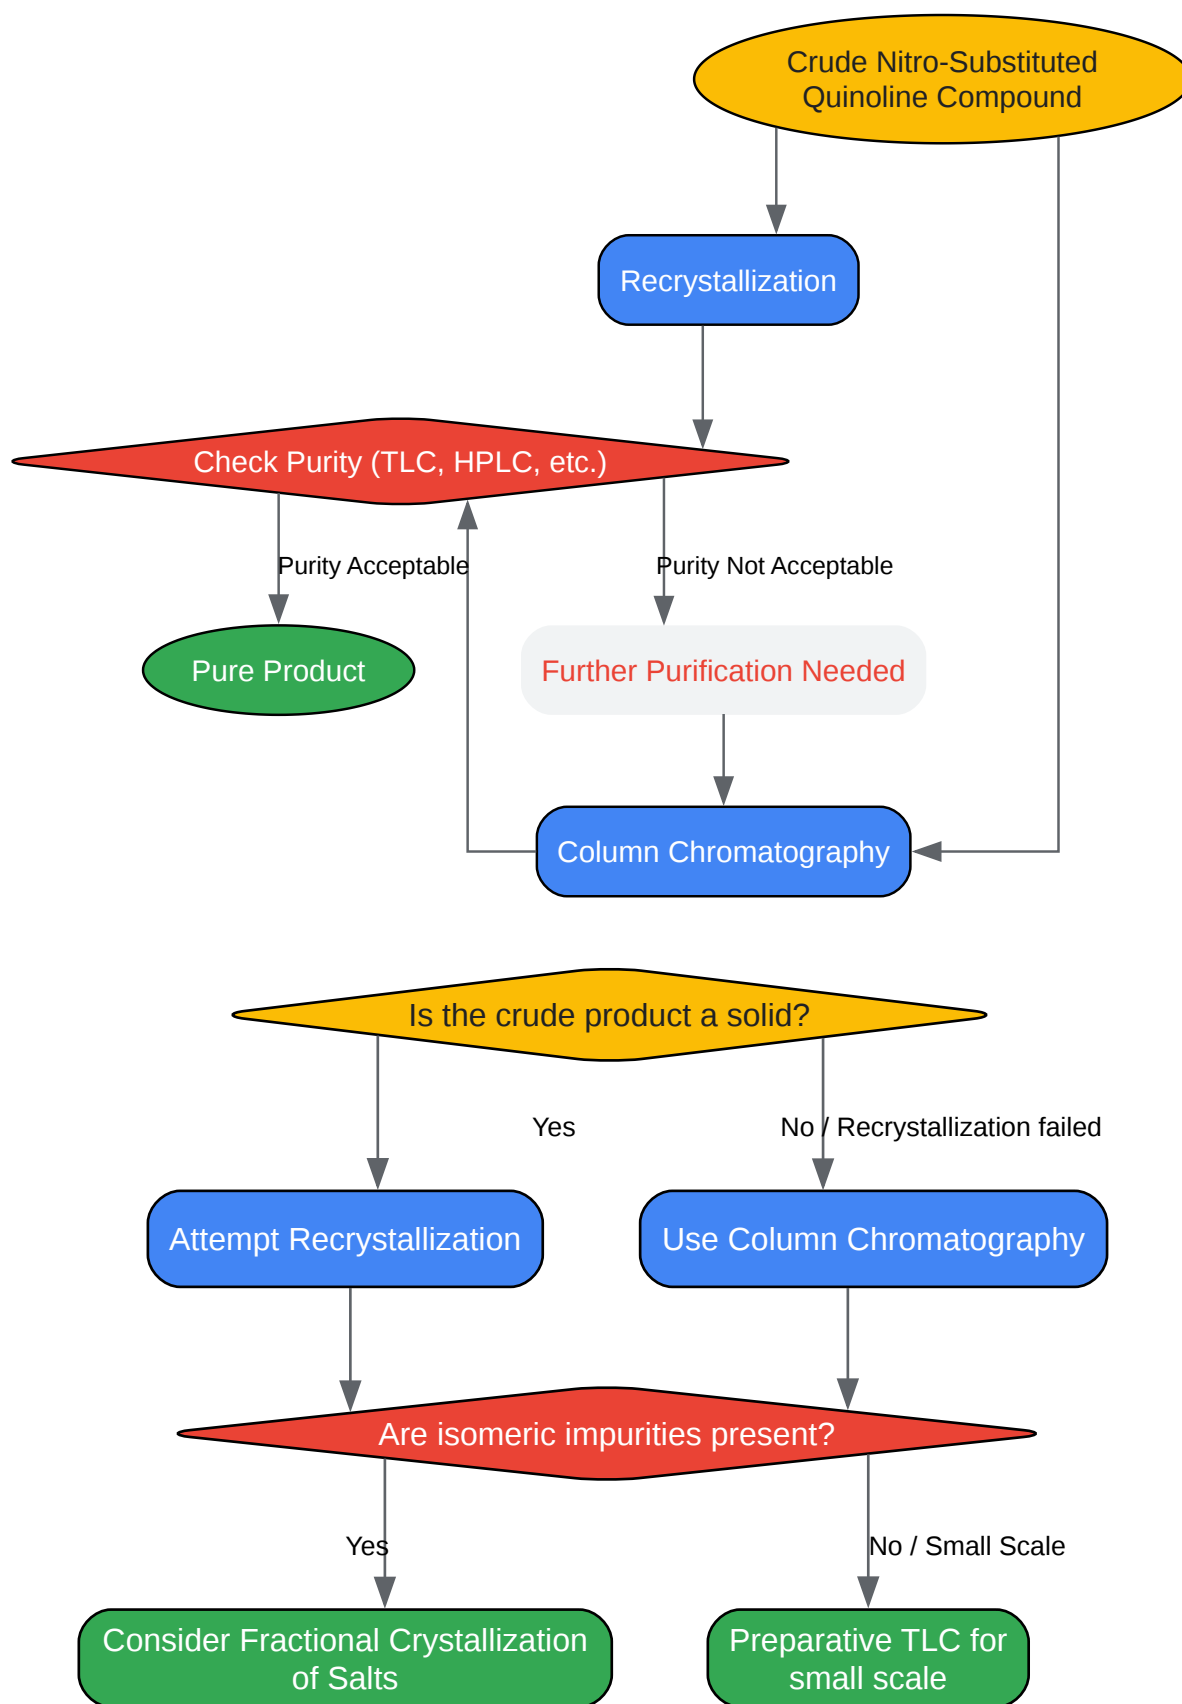 Crude Nitro-Substituted
Quinoline Compound
Recrystallization
Check Purity (TLC, HPLC, etc.)
Purity Acceptable
Purity Not Acceptable
Pure Product
Further Purification Needed
Column Chromatography
Is the crude product a solid?
Yes
No / Recrystallization failed
Attempt Recrystallization
Use Column Chromatography
Are isomeric impurities present?
Yes
No / Small Scale
Consider Fractional Crystallization
of Salts
Preparative TLC for
small scale